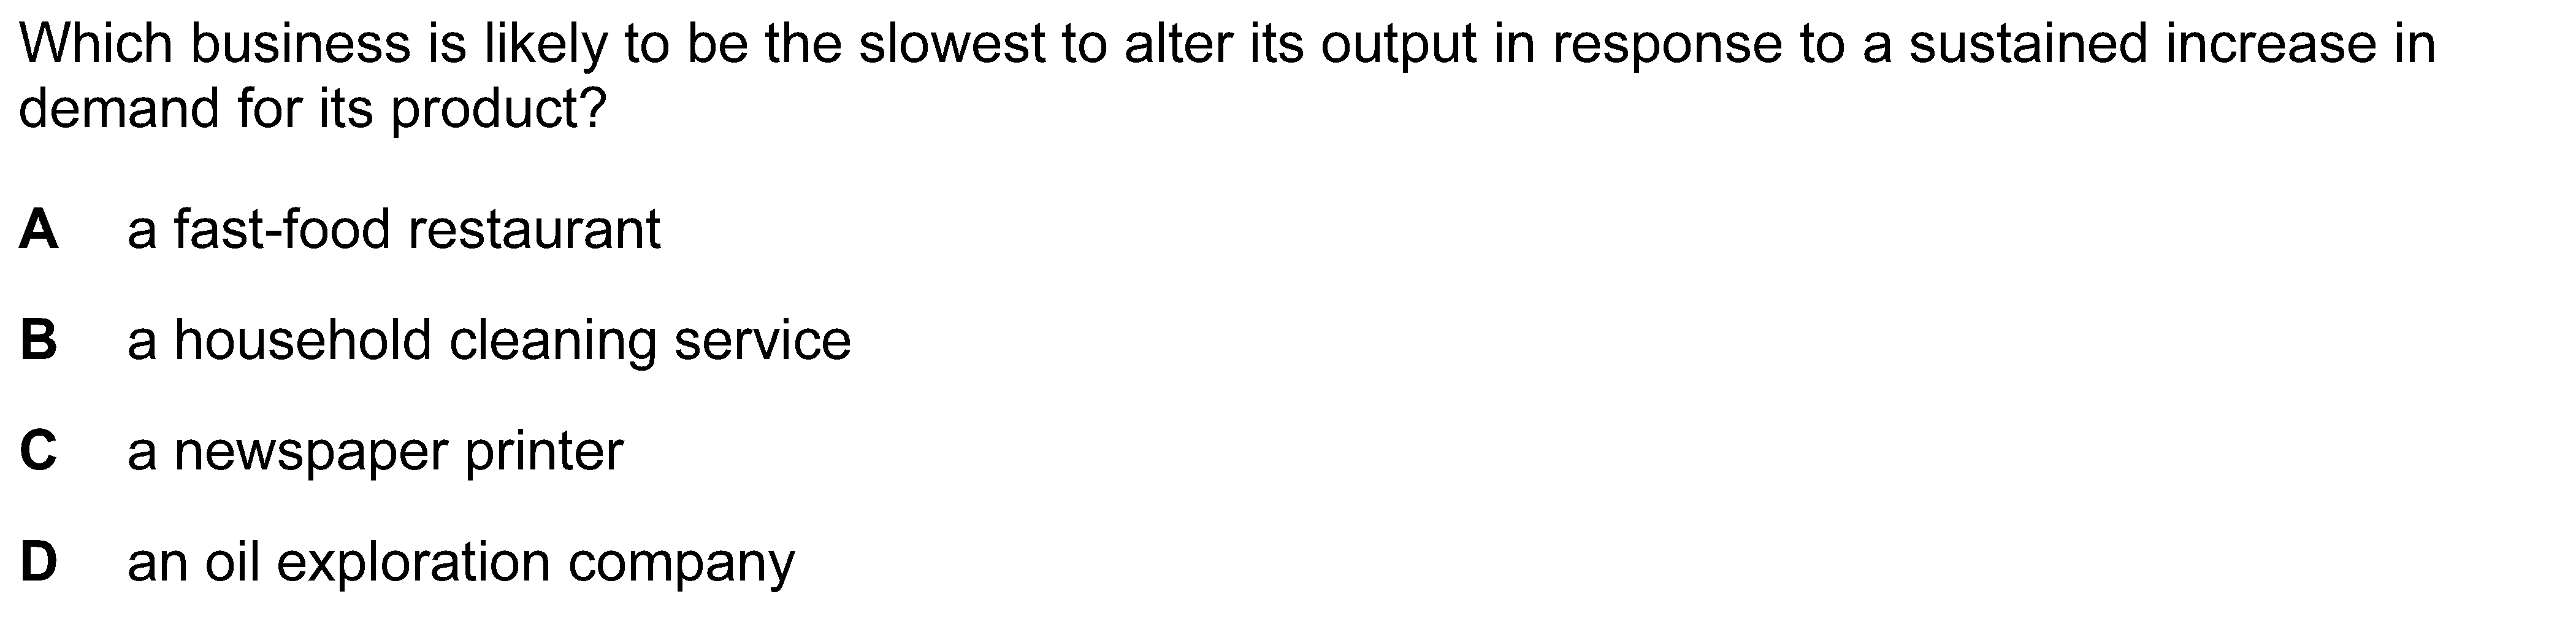 Which business is likely to be the slowest to alter its output in response to a sustained increase in
demand for its product?
A a fast-food restaurant
B a household cleaning service
C a newspaper printer
D an oil exploration company